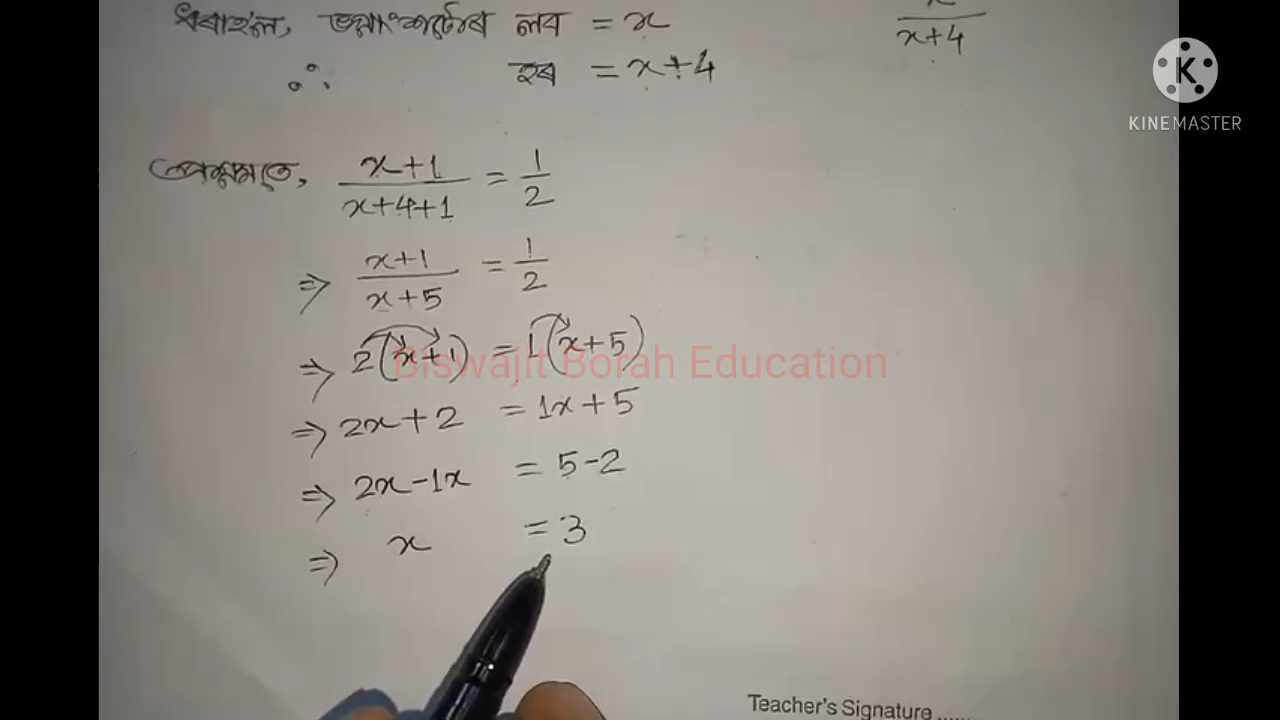 ধৰাহ'ল, ভগ্নাংশটোৰ লব = x
x/(x+4)
∴ হৰ = x+4
KINEMASTER
প্ৰশ্নমতে, (x+1)/(x+4+1) = 1/2
⇒ (x+1)/(x+5) = 1/2
⇒ 2(x+1) = 1(x+5)
Biswajit Borah Education
⇒ 2x+2 = 1x+5
⇒ 2x-1x = 5-2
⇒ x = 3
Teacher's Signature ......